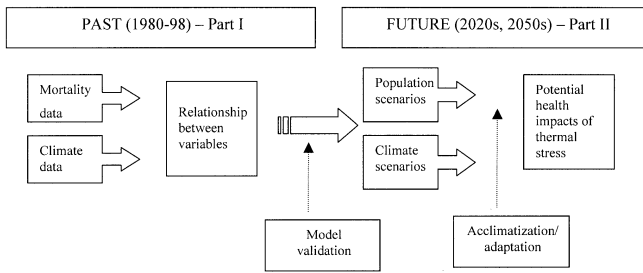 PAST (1980-98) – Part I
FUTURE (2020s, 2050s) – Part II
Mortality
data
Climate
data
Relationship
between
variables
Population
scenarios
Climate
scenarios
Potential
health
impacts of
thermal
stress
Model
validation
Acclimatization/
adaptation